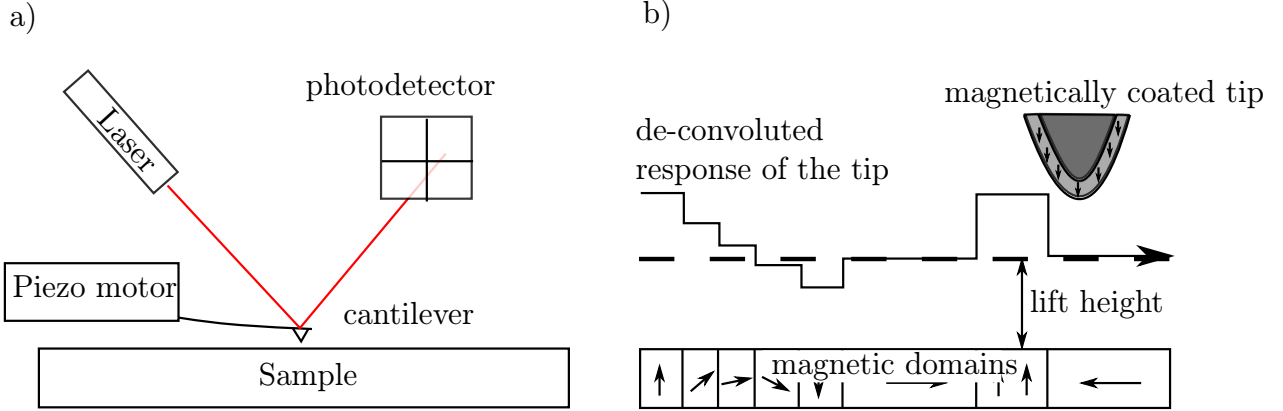 a)
photodetector
Laser
Piezo motor
cantilever
Sample
b)
magnetically coated tip
de-convoluted
response of the tip
lift height
magnetic domains